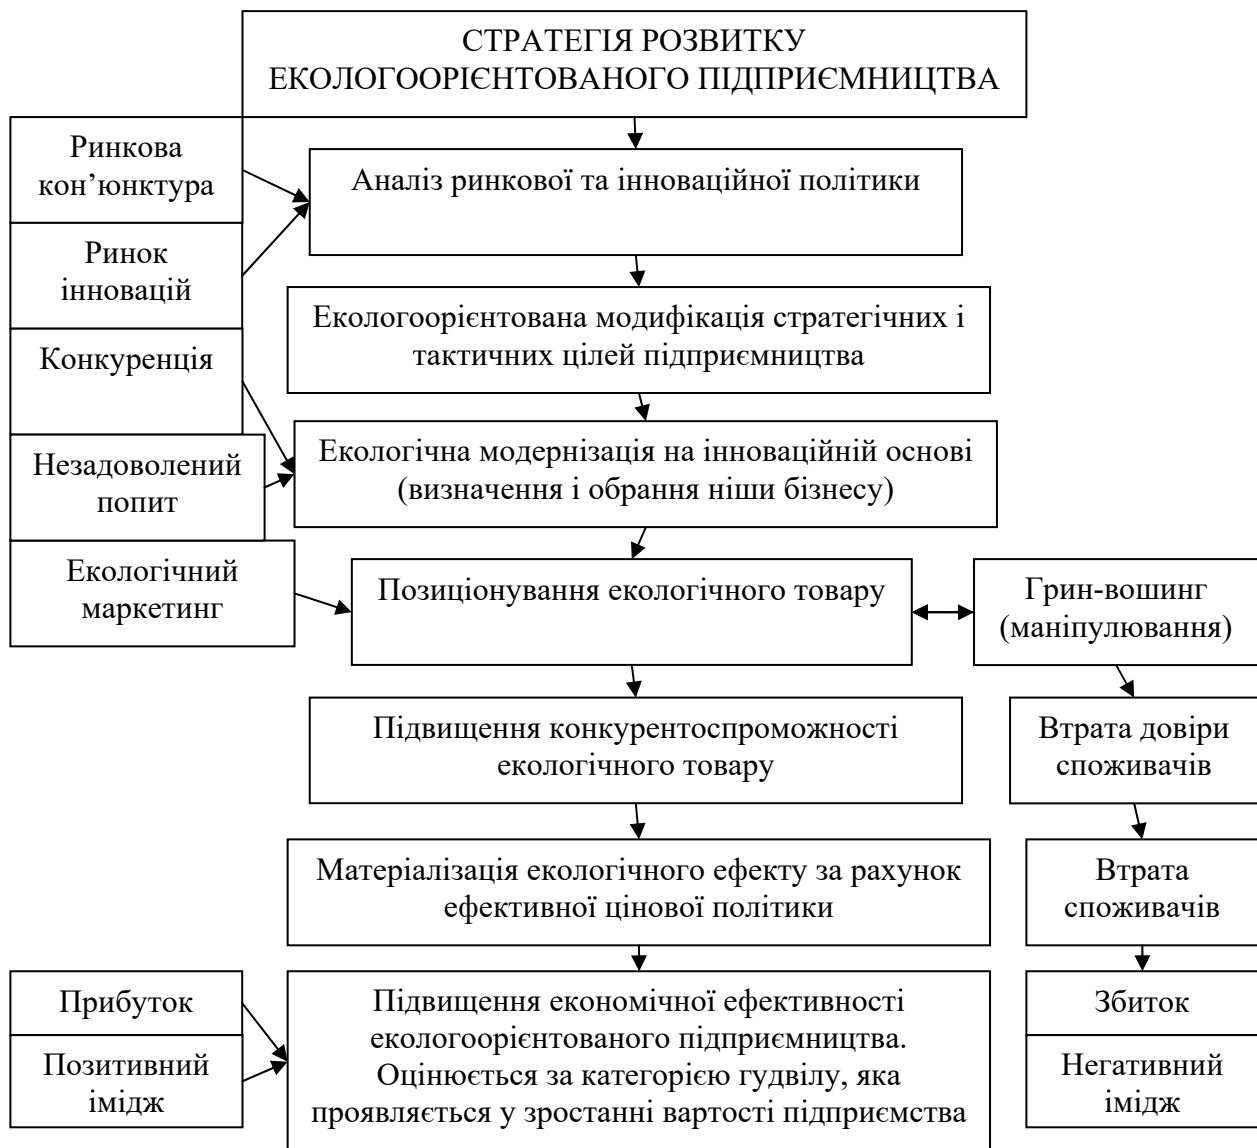 СТРАТЕГІЯ РОЗВИТКУ
ЕКОЛОГООРІЄНТОВАНОГО ПІДПРИЄМНИЦТВА
Ринкова
кон’юнктура
Аналіз ринкової та інноваційної політики
Ринок
інновацій
Екологоорієнтована модифікація стратегічних і
тактичних цілей підприємництва
Конкуренція
Екологічна модернізація на інноваційній основі
(визначення і обрання ніши бізнесу)
Незадоволений
попит
Екологічний
маркетинг
Позиціонування екологічного товару
Грин-вошинг
(маніпулювання)
Підвищення конкурентоспроможності
екологічного товару
Втрата довіри
споживачів
Матеріалізація екологічного ефекту за рахунок
ефективної цінової політики
Втрата
споживачів
Прибуток
Позитивний
імідж
Підвищення економічної ефективності
екологоорієнтованого підприємництва.
Оцінюється за категорією гудвілу, яка
проявляється у зростанні вартості підприємства
Збиток
Негативний
імідж